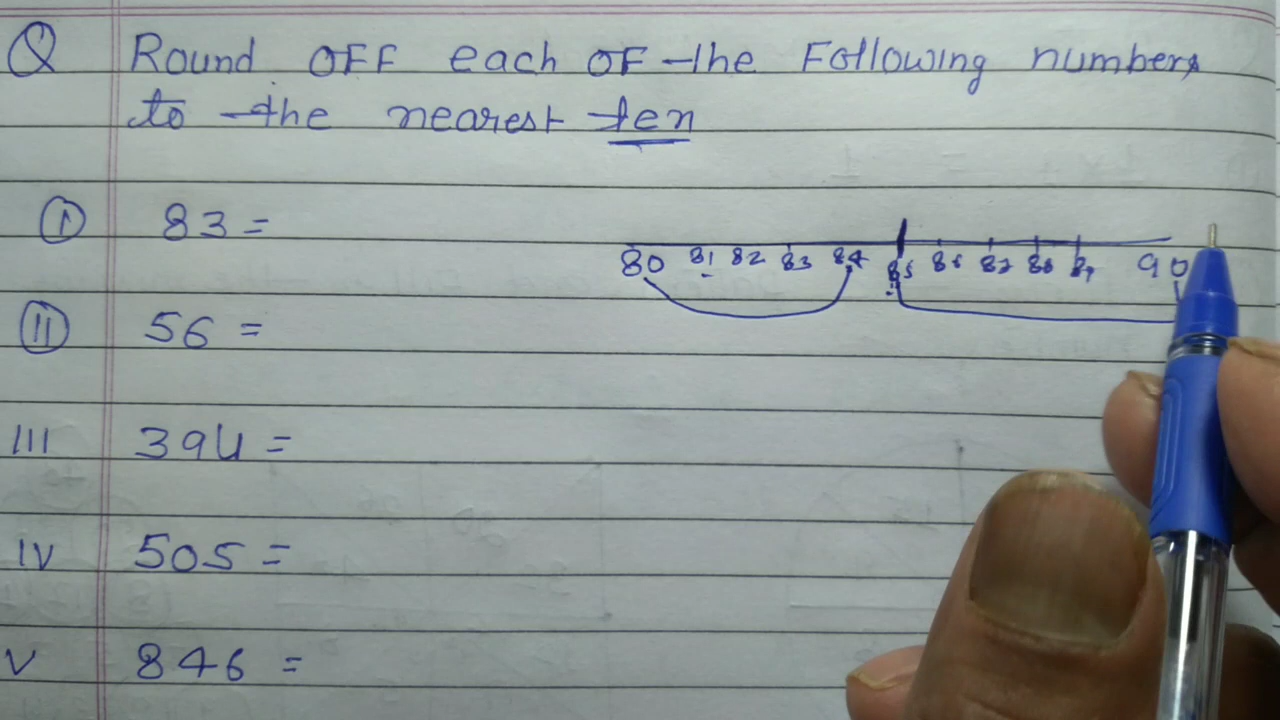 Q Round OFF each OF the Following numbers
to the nearest ten
I 83 =
80 81 82 83 84 85 86 87 88 89 90
II 56 =
III 394 =
IV 505 =
V 846 =